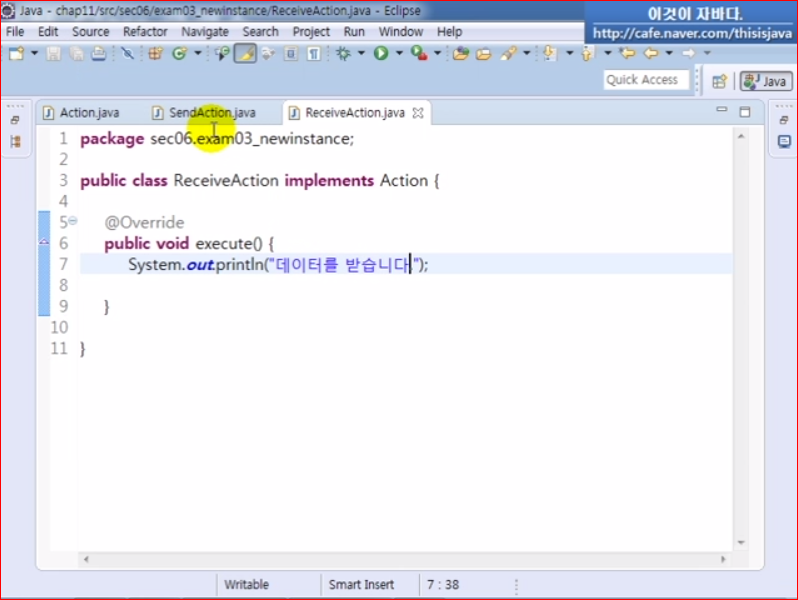 Java - chap11/src/sec06/exam03_newinstance/ReceiveAction.java - Eclipse
이것이 자바다.
http://cafe.naver.com/thisisjava
File Edit Source Refactor Navigate Search Project Run Window Help
Quick Access
Java
Action.java SendAction.java ReceiveAction.java
1 package sec06.exam03_newinstance;
2
3 public class ReceiveAction implements Action {
4
5 @Override
6 public void execute() {
7 System.out.println("데이터를 받습니다.");
8
9 }
10
11 }
Writable Smart Insert 7 : 38